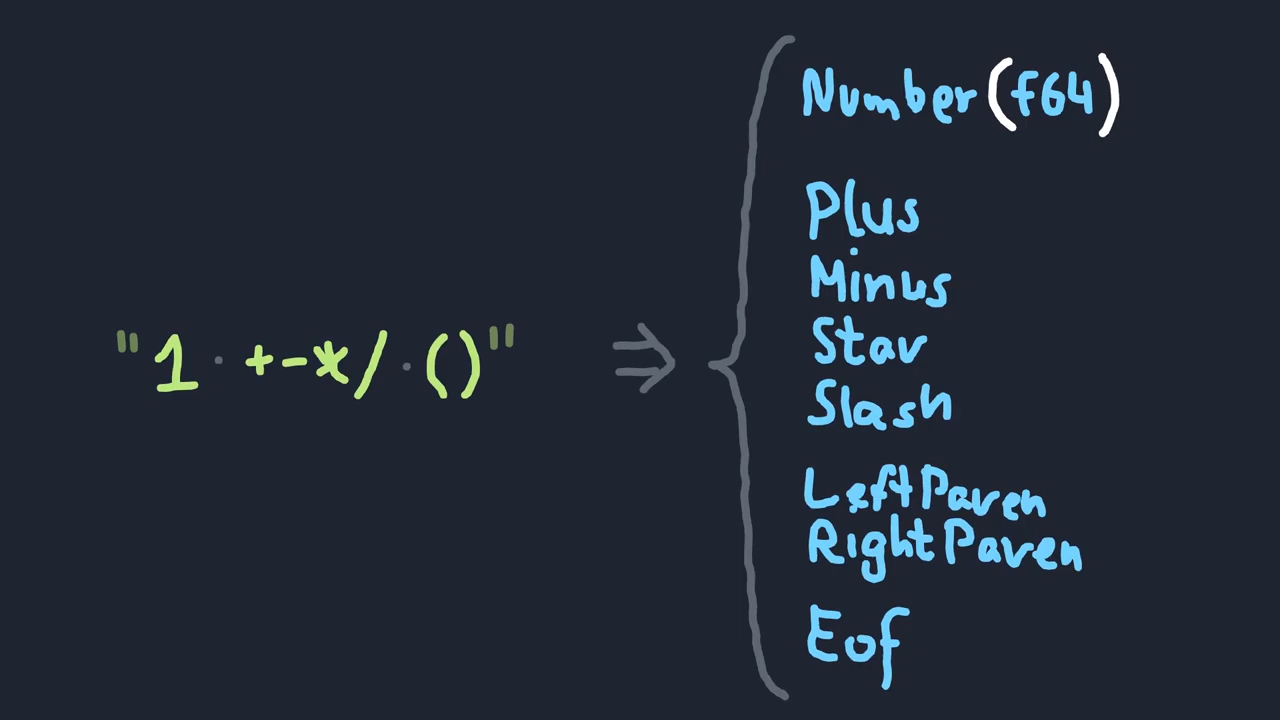 "1 · +-*/ · ()" ⇒ {
Number(f64)
Plus
Minus
Star
Slash
LeftParen
RightParen
Eof